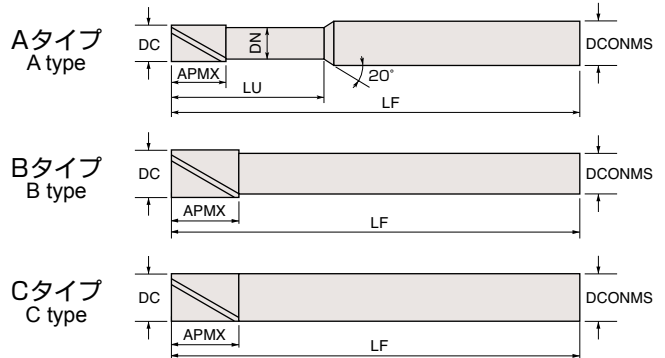 Aタイプ
A type
DC
DN
DCONMS
APMX
20°
LU
LF
Bタイプ
B type
DC
DCONMS
APMX
LF
Cタイプ
C type
DC
DCONMS
APMX
LF